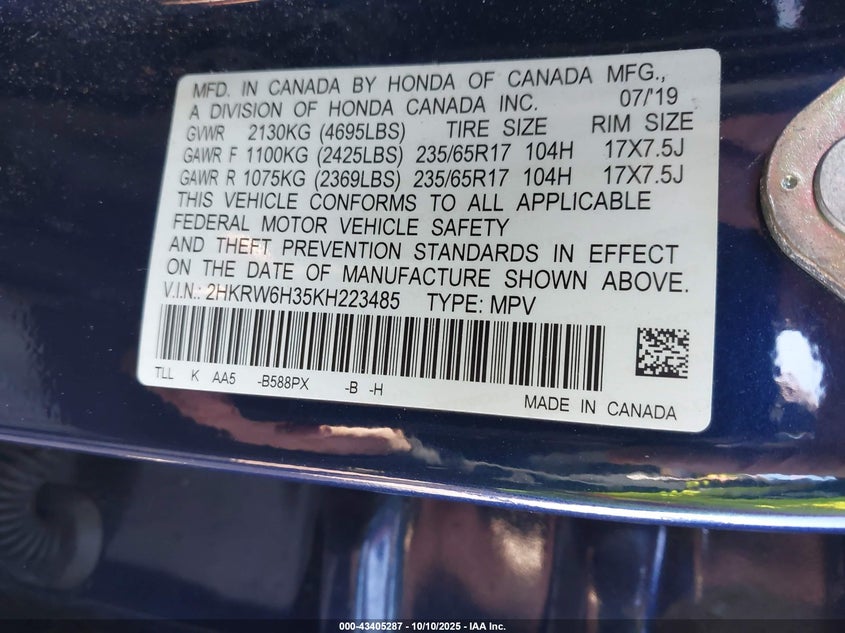 MFD. IN CANADA BY HONDA OF CANADA MFG.,
A DIVISION OF HONDA CANADA INC. 07/'19
GVWR 2130KG (4695LBS) TIRE SIZE RIM SIZE
GAWR F 1100KG (2425LBS) 235/65R17 104H 17X7.5J
GAWR R 1075KG (2369LBS) 235/65R17 104H 17X7.5J
THIS VEHICLE CONFORMS TO ALL APPLICABLE
FEDERAL MOTOR VEHICLE SAFETY
AND THEFT PREVENTION STANDARDS IN EFFECT
ON THE DATE OF MANUFACTURE SHOWN ABOVE.
V.I.N.: 2HKRW6H35KH223485 TYPE: MPV
TLL K AA5 -B588PX -B -H
MADE IN CANADA
000-43405287 - 10/10/2025 - IAA Inc.